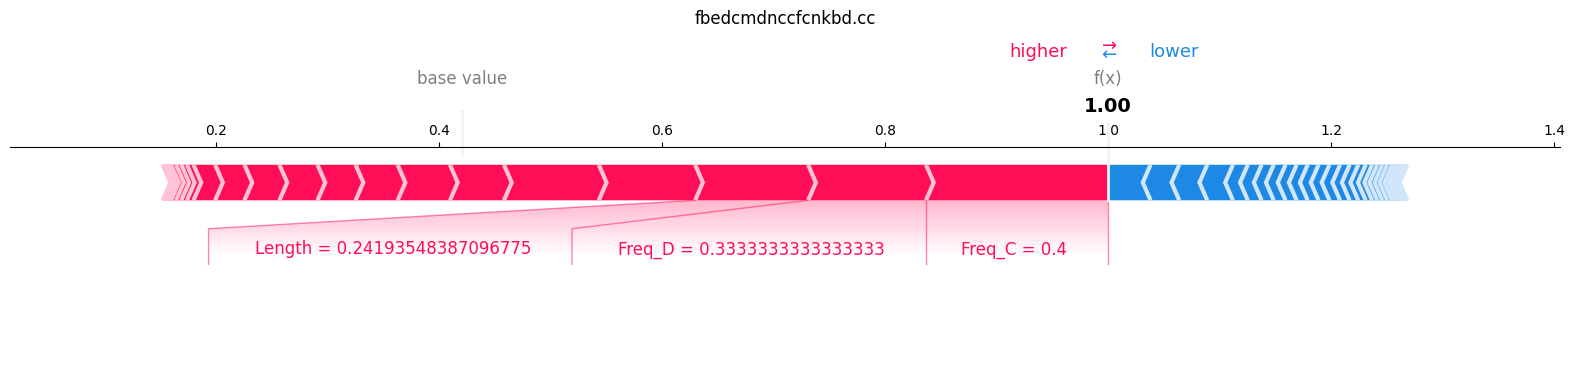 fbedcmdnccfcnkbd.cc
higher → ← lower
base value f(x)
1.00
0.2 0.4 0.6 0.8 1.0 1.2 1.4
Length = 0.24193548387096775 Freq_D = 0.3333333333333333 Freq_C = 0.4